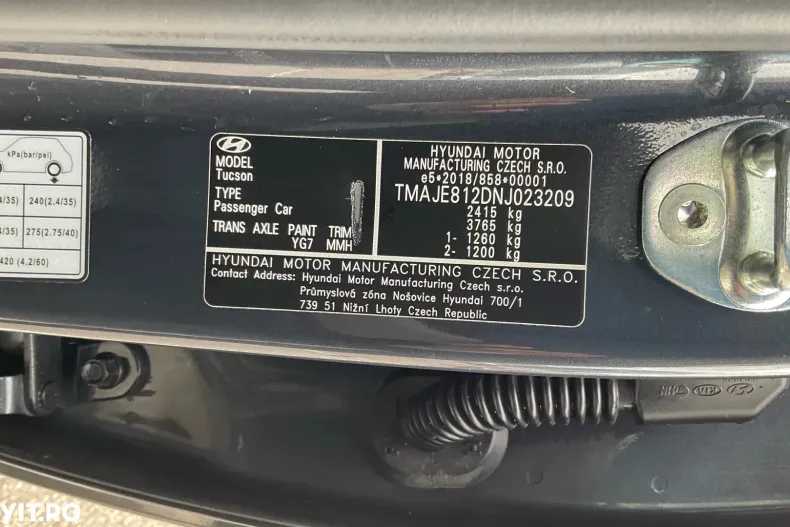 kPa(bar/psi)
240(2.4/35)
275(2.75/40)
420 (4.2/60)
MODEL
Tucson
TYPE
Passenger Car
TRANS AXLE PAINT TRIM
YG7 MMH
HYUNDAI MOTOR
MANUFACTURING CZECH S.R.O.
e5*2018/858*00001
TMAJE812DNJ023209
2415 kg
3765 kg
1- 1260 kg
2- 1200 kg
HYUNDAI MOTOR MANUFACTURING CZECH S.R.O.
Contact Address: Hyundai Motor Manufacturing Czech s.r.o.
Průmyslová zóna Nošovice Hyundai 700/1
739 51 Nižní Lhoty Czech Republic